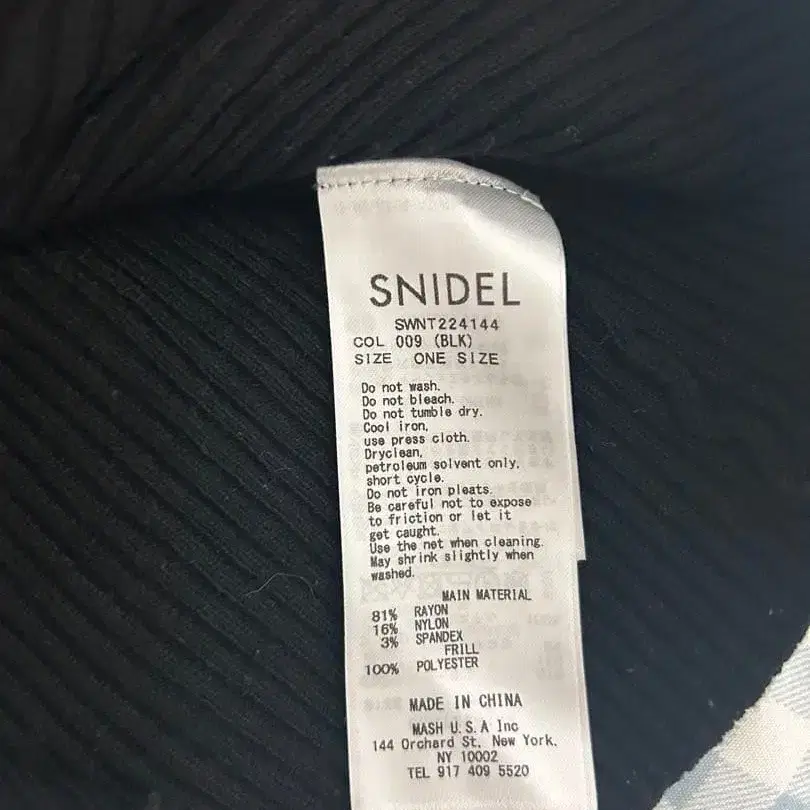 SNIDEL
SWNT224144
COL 009 (BLK)
SIZE ONE SIZE
Do not wash.
Do not bleach.
Do not tumble dry.
Cool iron,
use press cloth.
Dryclean,
petroleum solvent only,
short cycle.
Do not iron pleats.
Be careful not to expose
to friction or let it
get caught.
Use the net when cleaning.
May shrink slightly when
washed.
MAIN MATERIAL
81% RAYON
16% NYLON
3% SPANDEX
FRILL
100% POLYESTER
MADE IN CHINA
MASH U.S.A Inc
144 Orchard St. New York,
NY 10002
TEL 917 409 5520